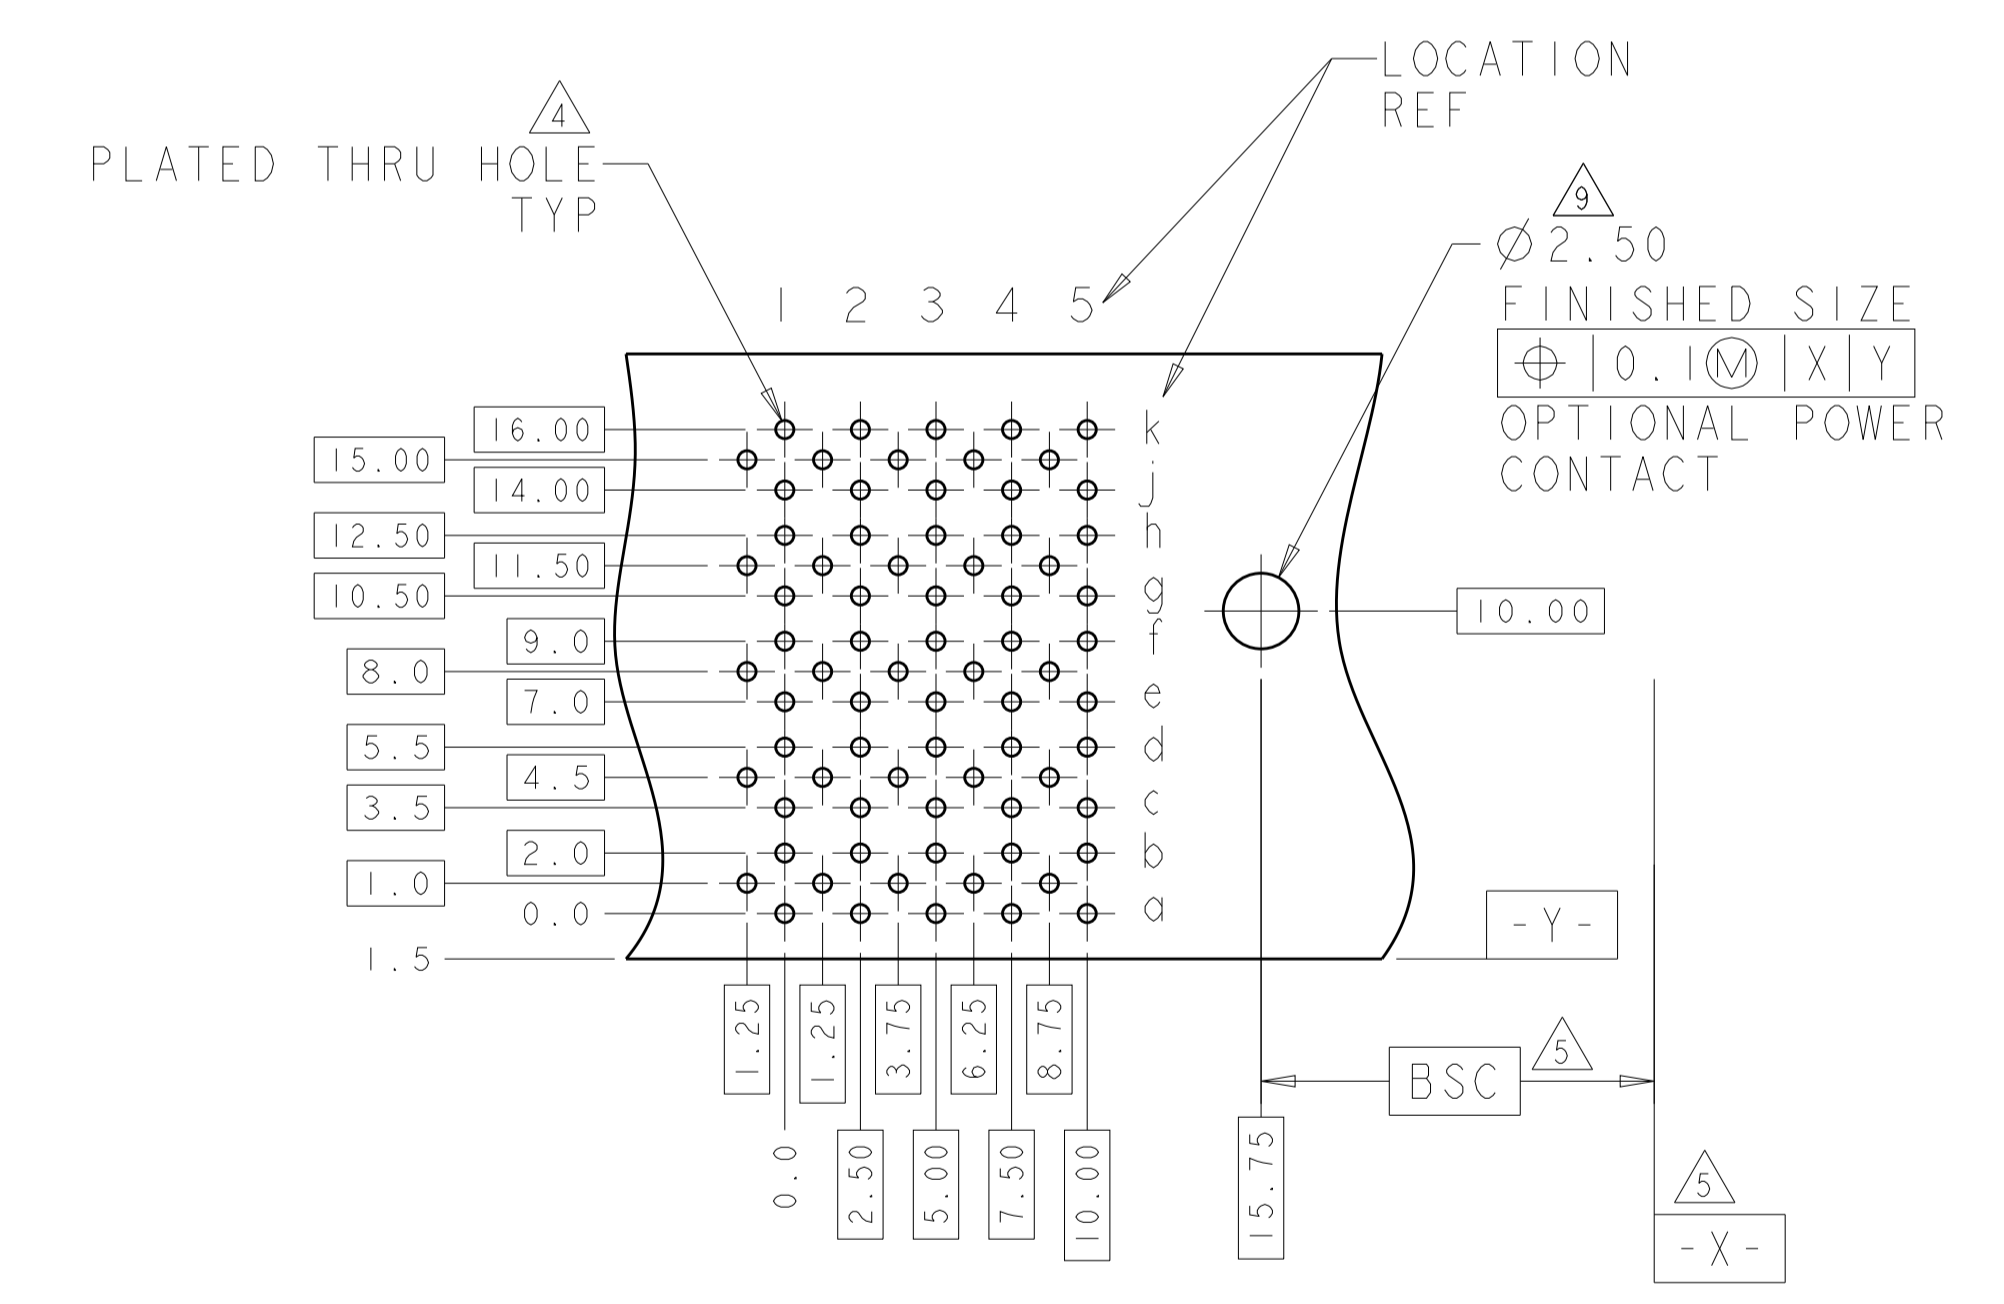 LOCATION
REF
4
PLATED THRU HOLE
TYP
9
⌀2.50
FINISHED SIZE
⌖ 0.1Ⓜ X Y
OPTIONAL POWER
CONTACT
1 2 3 4 5
16.00
k
15.00
14.00
j
12.50
h
11.50
10.50
g
10.00
9.0
f
8.0
7.0
e
5.5
d
4.5
3.5
c
2.0
b
1.0
0.0
a
-Y-
1.5
1.25 1.25 3.75 6.25 8.75
BSC
5
0.0 2.50 5.00 7.50 10.00 15.75
5
-X-